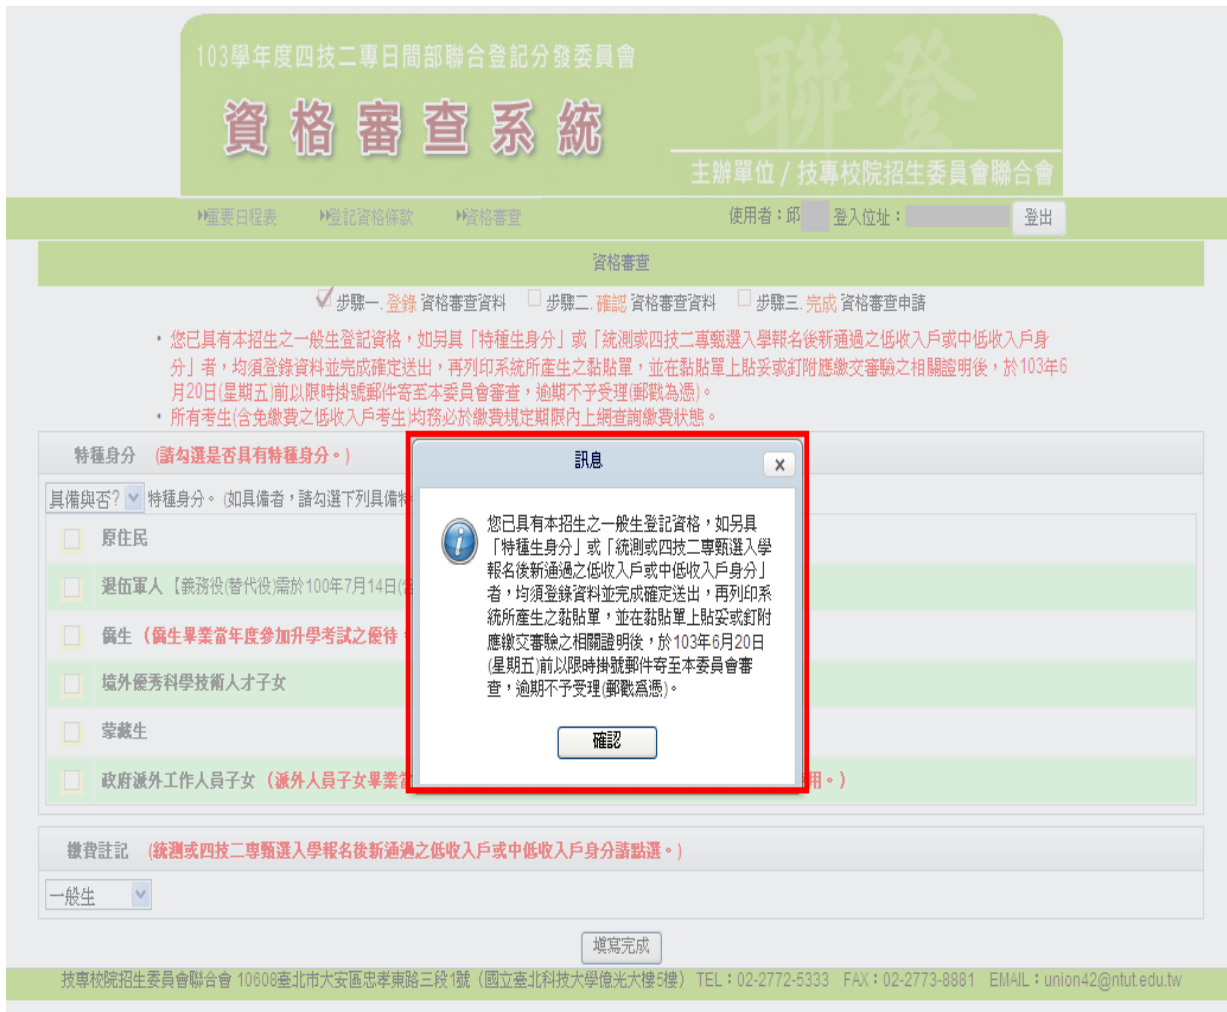 103學年度四技二專日間部聯合登記分發委員會
聯登
資格審查系統
主辦單位 / 技專校院招生委員會聯合會
重要日程表 登記資格條款 資格審查 使用者：邱 登入位址： 登出
資格審查
步驟一. 登錄 資格審查資料 步驟二. 確認 資格審查資料 步驟三. 完成 資格審查申請
• 您已具有本招生之一般生登記資格，如另具「特種生身分」或「統測或四技二專甄選入學報名後新通過之低收入戶或中低收入戶身
分」者，均須登錄資料並完成確定送出，再列印系統所產生之黏貼單，並在黏貼單上貼妥或釘附應繳交審驗之相關證明後，於103年6
月20日(星期五)前以限時掛號郵件寄至本委員會審查，逾期不予受理(郵戳為憑)。
• 所有考生(含免繳費之低收入戶考生)均務必於繳費規定期限內上網查詢繳費狀態。
特種身分 (請勾選是否具有特種身分。)
具備與否? 特種身分。 (如具備者，請勾選下列具備特
原住民
退伍軍人 【義務役(替代役)需於100年7月14日(
僑生 (僑生畢業當年度參加升學考試之優待
境外優秀科學技術人才子女
蒙藏生
政府派外工作人員子女 (派外人員子女畢業 用。)
訊息
x
您已具有本招生之一般生登記資格，如另具
「特種生身分」或「統測或四技二專甄選入學
報名後新通過之低收入戶或中低收入戶身分」
者，均須登錄資料並完成確定送出，再列印系
統所產生之黏貼單，並在黏貼單上貼妥或釘附
應繳交審驗之相關證明後，於103年6月20日
(星期五)前以限時掛號郵件寄至本委員會審
查，逾期不予受理(郵戳為憑)。
確認
繳費註記 (統測或四技二專甄選入學報名後新通過之低收入戶或中低收入戶身分請點選。)
一般生
填寫完成
技專校院招生委員會聯合會 10608臺北市大安區忠孝東路三段1號（國立臺北科技大學億光大樓5樓） TEL：02-2772-5333 FAX：02-2773-8881 EMAIL：union42@ntut.edu.tw